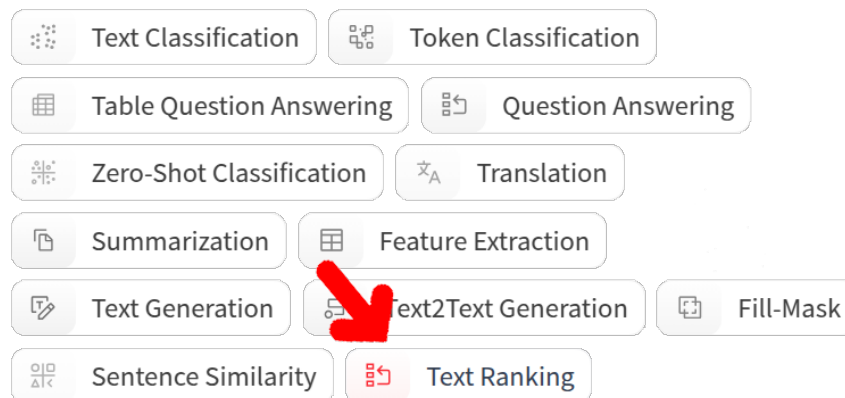 Text Classification Token Classification
Table Question Answering Question Answering
Zero-Shot Classification Translation
Summarization Feature Extraction
Text Generation Text2Text Generation Fill-Mask
Sentence Similarity Text Ranking